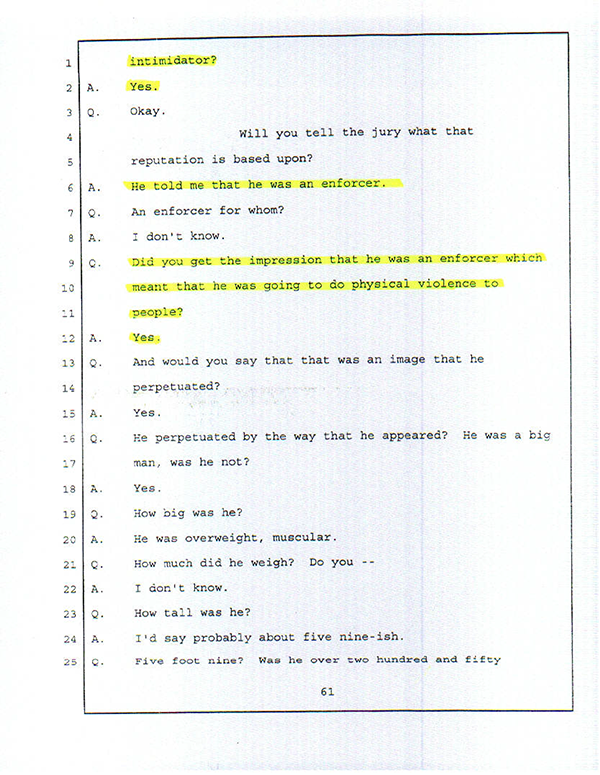 1 intimidator?
2 A. Yes.
3 Q. Okay.
4 Will you tell the jury what that
5 reputation is based upon?
6 A. He told me that he was an enforcer.
7 Q. An enforcer for whom?
8 A. I don't know.
9 Q. Did you get the impression that he was an enforcer which
10 meant that he was going to do physical violence to
11 people?
12 A. Yes.
13 Q. And would you say that that was an image that he
14 perpetuated?
15 A. Yes.
16 Q. He perpetuated by the way that he appeared? He was a big
17 man, was he not?
18 A. Yes.
19 Q. How big was he?
20 A. He was overweight, muscular.
21 Q. How much did he weigh? Do you --
22 A. I don't know.
23 Q. How tall was he?
24 A. I'd say probably about five nine-ish.
25 Q. Five foot nine? Was he over two hundred and fifty
61